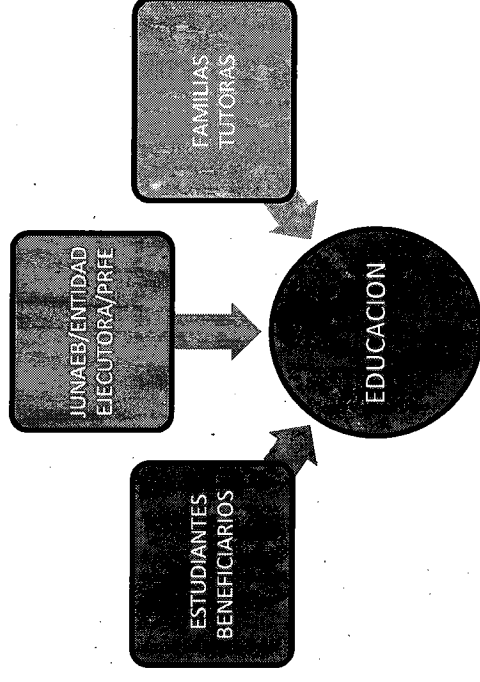 ESTUDIANTES
BENEFICIARIOS
JUNAEB/ENTIDAD
EJECUTORA/PRFE
FAMILIAS
TUTORAS
EDUCACION